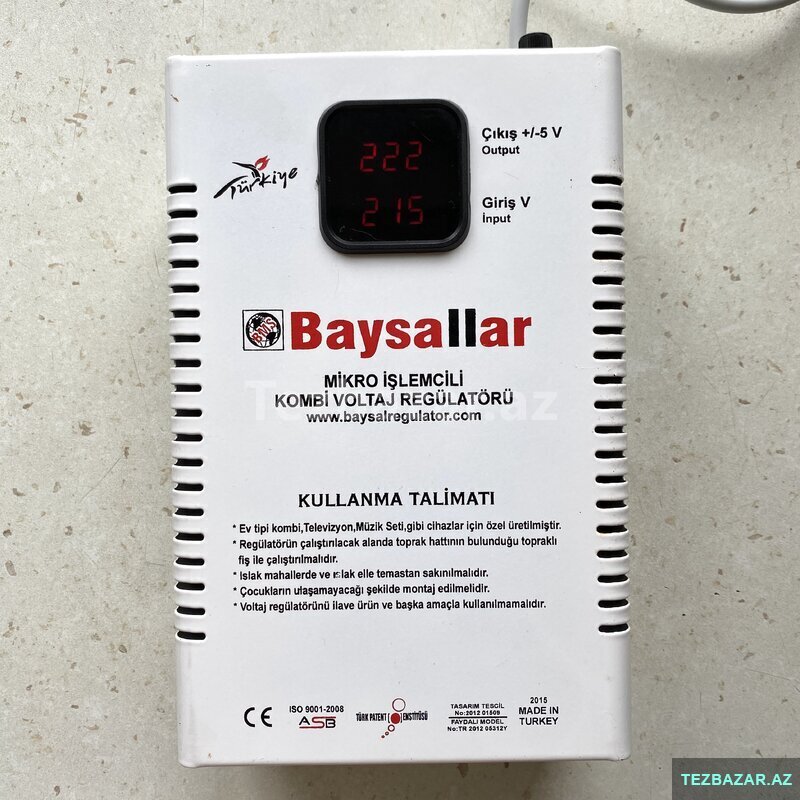 Türkiye
222
215
Çıkış +/-5 V
Output
Giriş V
İnput
BMS
Baysallar
MİKRO İŞLEMCİLİ
KOMBİ VOLTAJ REGÜLATÖRÜ
www.baysalregulator.com
KULLANMA TALİMATI
* Ev tipi kombi,Televizyon,Müzik Seti,gibi cihazlar için özel üretilmiştir.
* Regülatörün çalıştırılacak alanda toprak hattının bulunduğu topraklı
fiş ile çalıştırılmalıdır.
* Islak mahallerde ve ıslak elle temastan sakınılmalıdır.
* Çocukların ulaşamayacağı şekilde montaj edilmelidir.
* Voltaj regülatörünü ilave ürün ve başka amaçla kullanılmamalıdır.
CE
ISO 9001-2008
ASB
TÜRK PATENT ENSTİTÜSÜ
TASARIM TESCİL
No:2012 01509
FAYDALI MODEL
No:TR 2012 05312Y
2015
MADE IN
TURKEY
TEZBAZAR.AZ